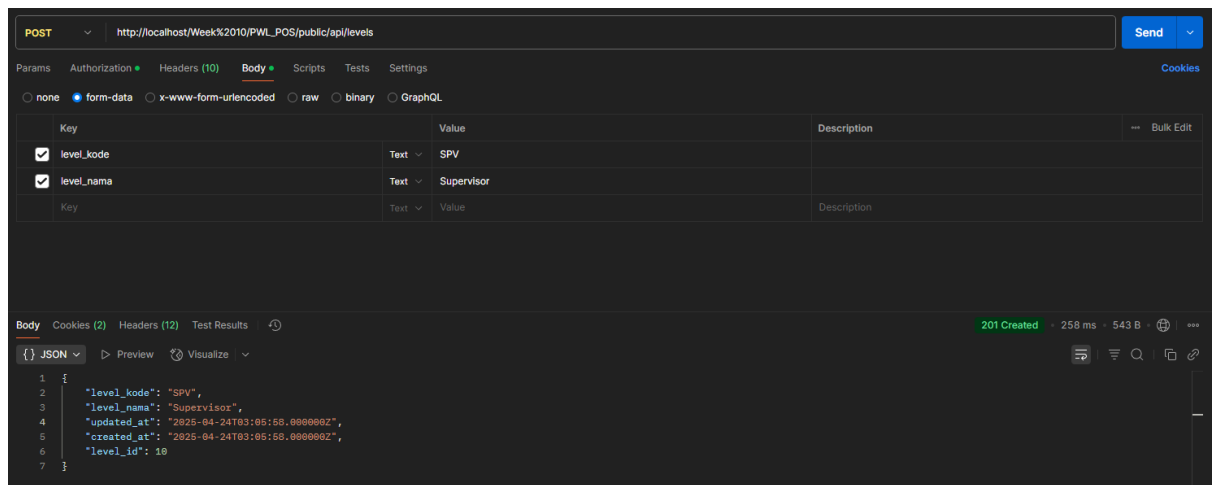 POST http://localhost/Week%2010/PWL_POS/public/api/levels Send
Params Authorization Headers (10) Body Scripts Tests Settings Cookies
none form-data x-www-form-urlencoded raw binary GraphQL
Key Value Description Bulk Edit
level_kode Text SPV
level_nama Text Supervisor
Key Text Value Description
Body Cookies (2) Headers (12) Test Results 201 Created 258 ms 543 B
{} JSON Preview Visualize
1 {
2 "level_kode": "SPV",
3 "level_nama": "Supervisor",
4 "updated_at": "2025-04-24T03:05:58.000000Z",
5 "created_at": "2025-04-24T03:05:58.000000Z",
6 "level_id": 10
7 }